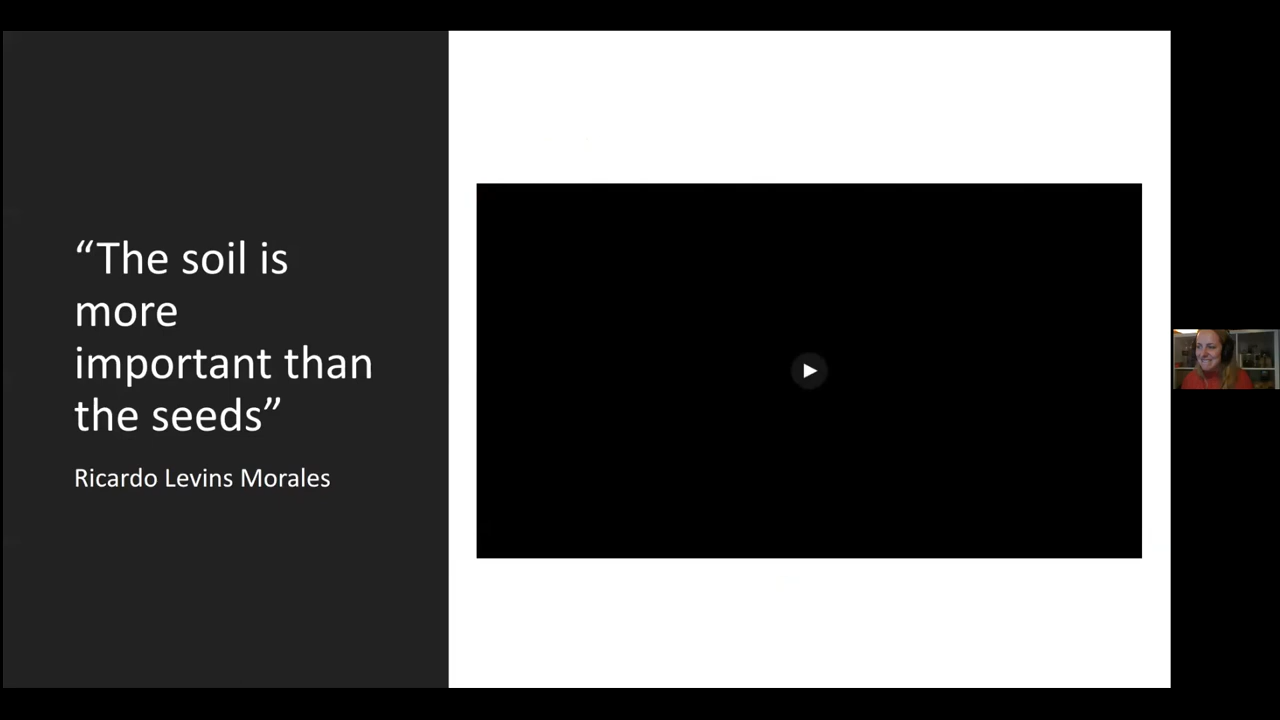 “The soil is
more
important than
the seeds”
Ricardo Levins Morales